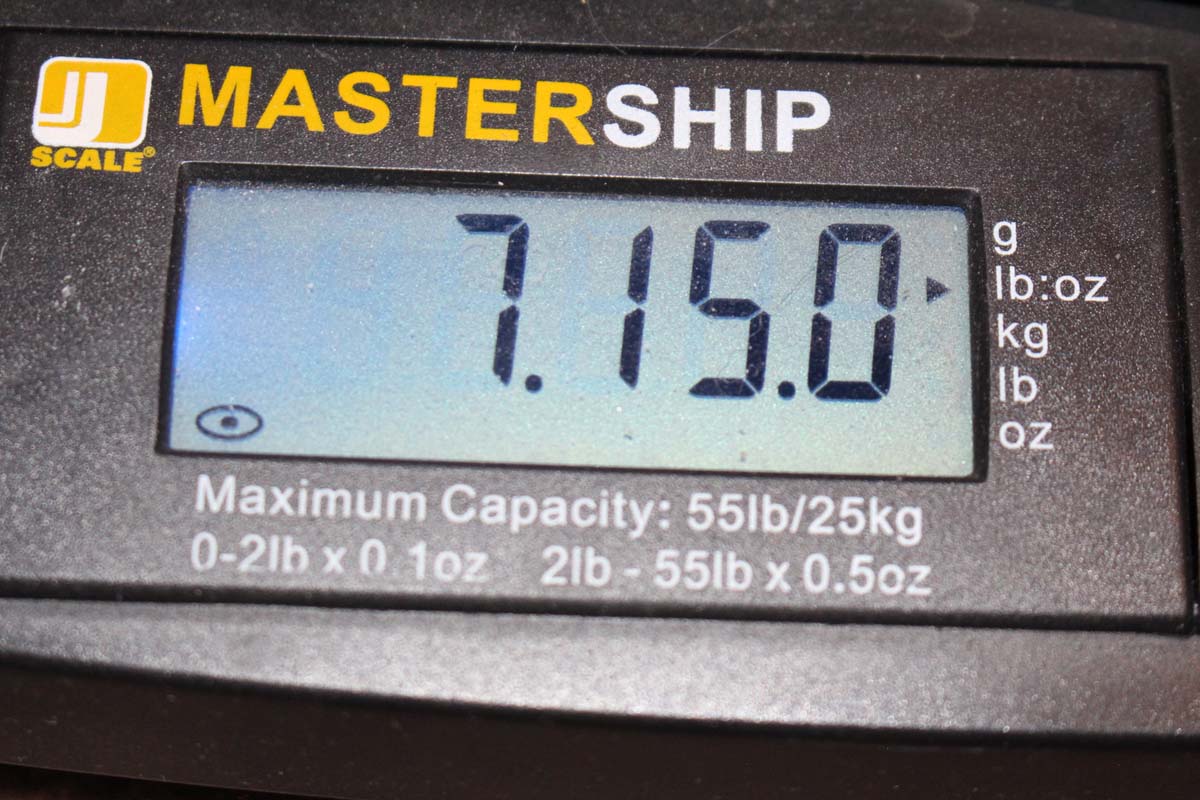 J
SCALE®
MASTERSHIP
7.15.0
g
lb:oz
kg
lb
oz
Maximum Capacity: 55lb/25kg
0-2lb x 0.1oz 2lb - 55lb x 0.5oz